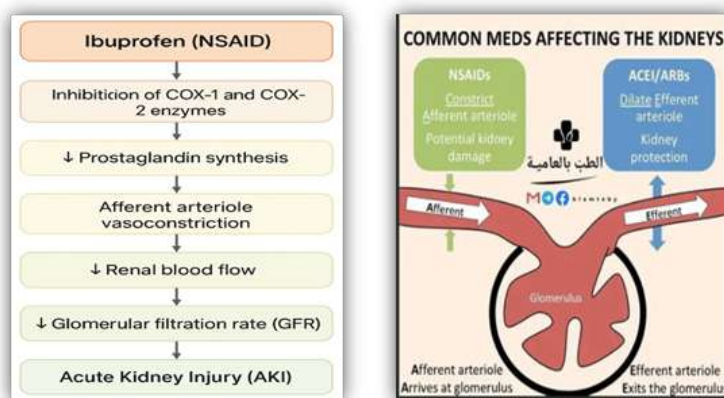 Ibuprofen (NSAID)
Inhibiticion of COX-1 and COX-
2 enzymes
↓ Prostaglandin synthesis
Afferent arteriole
vasoconstriction
↓ Renal blood flow
↓ Glomerular filtration rate (GFR)
Acute Kidney Injury (AKI)
COMMON MEDS AFFECTING THE KIDNEYS
NSAIDs
Constrict
Afferent arteriole
Potential kidney
damage
ACEI/ARBs
Dilate Efferent
arteriole
Kidney
protection
الطب بالعامية
Afferent
Efferent
Glomerulus
Afferent arteriole
Arrives at glomerulus
Efferent arteriole
Exits the glomerulus